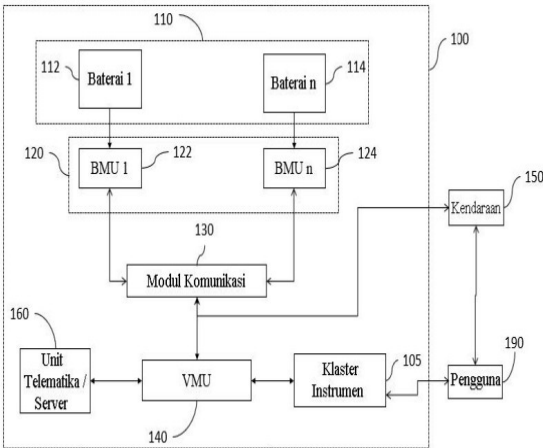 110
100
112
Baterai 1
114
Baterai n
120
BMU 1
122
124
BMU n
150
Kendaraan
130
Modul Komunikasi
160
Unit
Telematika /
Server
VMU
140
Klaster
Instrumen
105
Pengguna
190